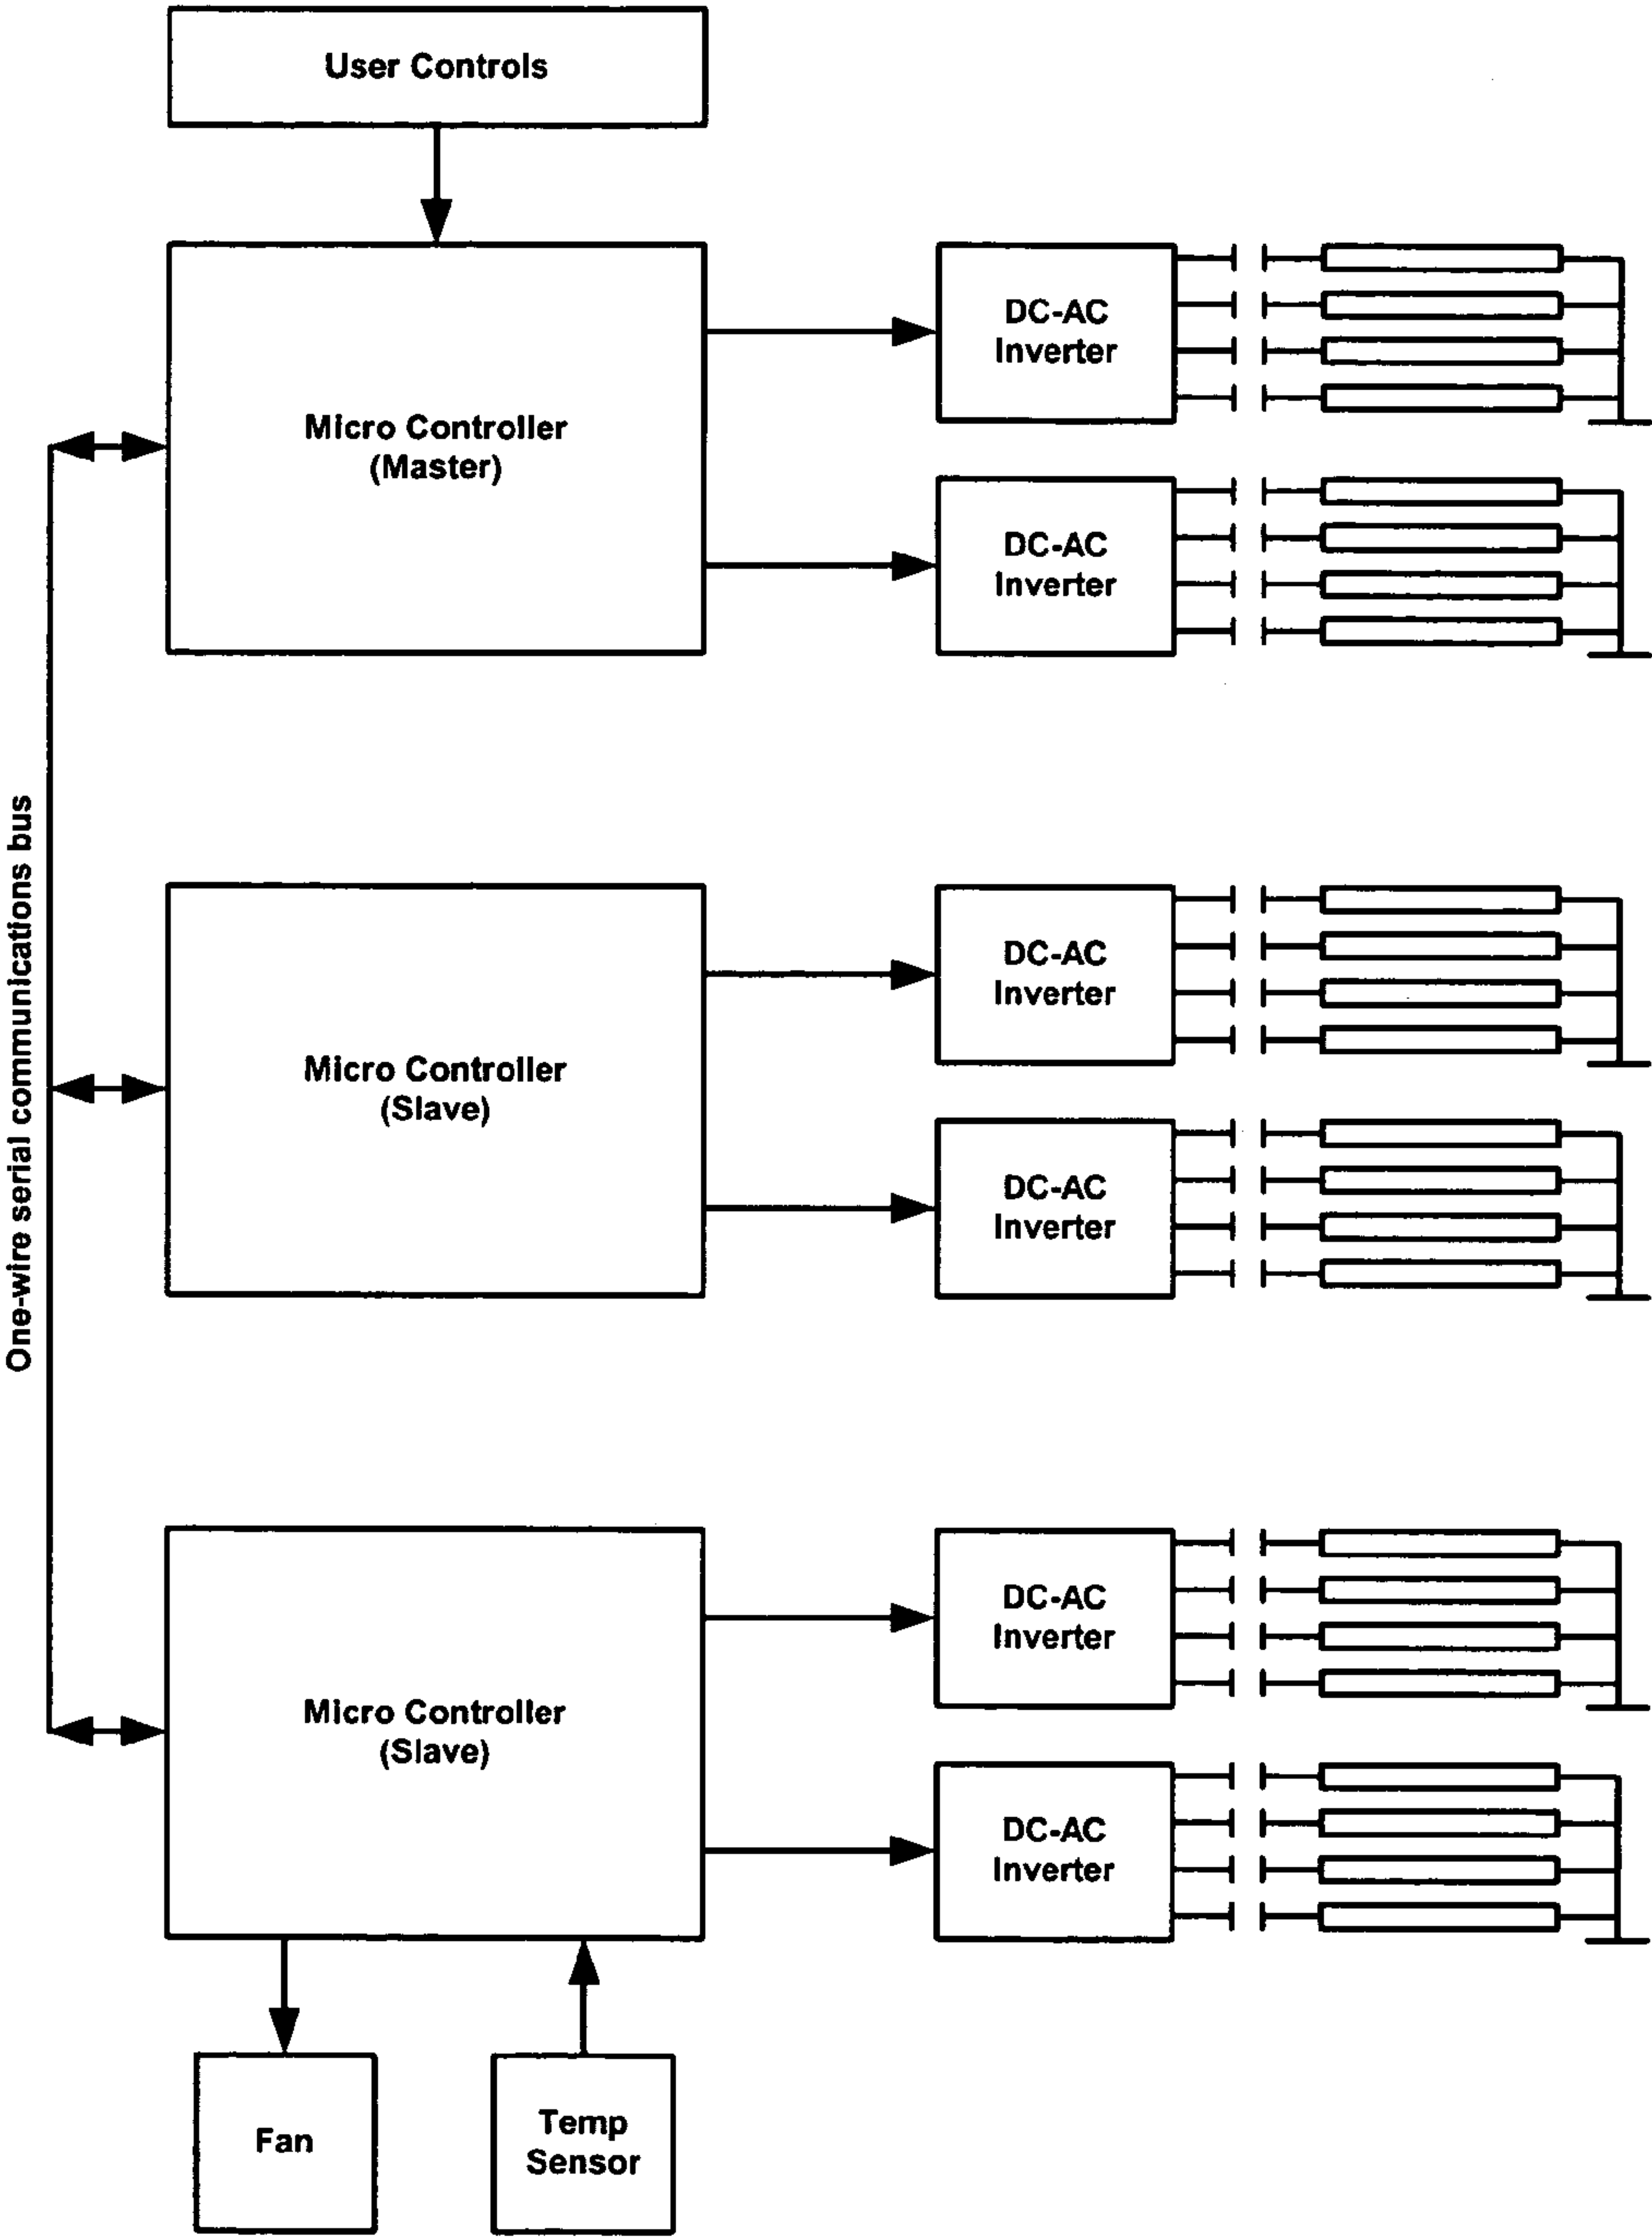 User Controls
Micro Controller
(Master)
DC-AC
Inverter
DC-AC
Inverter
One-wire serial communications bus
Micro Controller
(Slave)
DC-AC
Inverter
DC-AC
Inverter
Micro Controller
(Slave)
DC-AC
Inverter
DC-AC
Inverter
Fan
Temp
Sensor